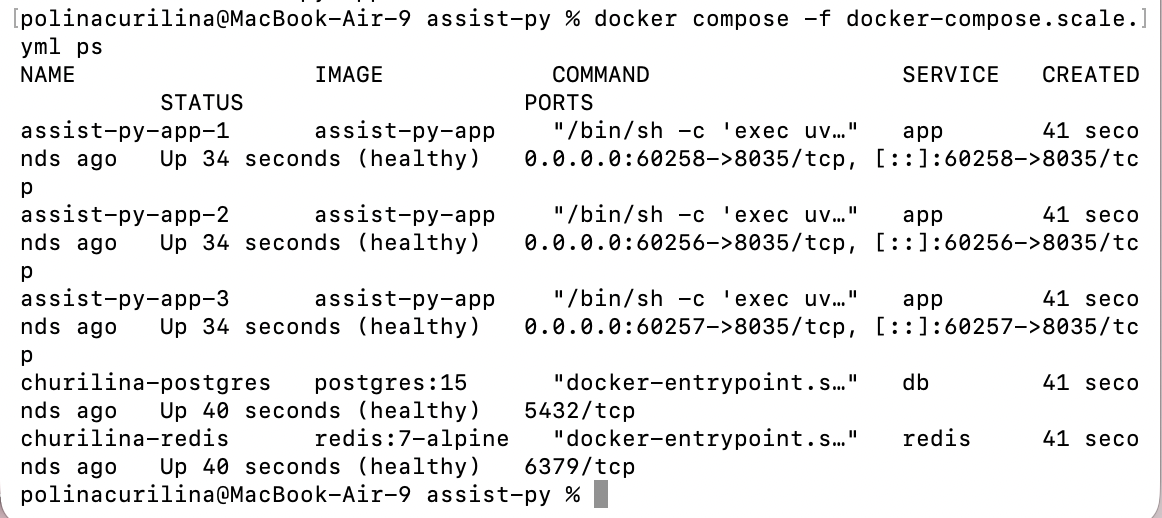 [polinacurilina@MacBook-Air-9 assist-py % docker compose -f docker-compose.scale.]
yml ps
NAME                 IMAGE            COMMAND                  SERVICE   CREATED
          STATUS                    PORTS
assist-py-app-1      assist-py-app    "/bin/sh -c 'exec uv…"   app       41 seco
nds ago   Up 34 seconds (healthy)   0.0.0.0:60258->8035/tcp, [::]:60258->8035/tc
p
assist-py-app-2      assist-py-app    "/bin/sh -c 'exec uv…"   app       41 seco
nds ago   Up 34 seconds (healthy)   0.0.0.0:60256->8035/tcp, [::]:60256->8035/tc
p
assist-py-app-3      assist-py-app    "/bin/sh -c 'exec uv…"   app       41 seco
nds ago   Up 34 seconds (healthy)   0.0.0.0:60257->8035/tcp, [::]:60257->8035/tc
p
churilina-postgres   postgres:15      "docker-entrypoint.s…"   db        41 seco
nds ago   Up 40 seconds (healthy)   5432/tcp
churilina-redis      redis:7-alpine   "docker-entrypoint.s…"   redis     41 seco
nds ago   Up 40 seconds (healthy)   6379/tcp
polinacurilina@MacBook-Air-9 assist-py %